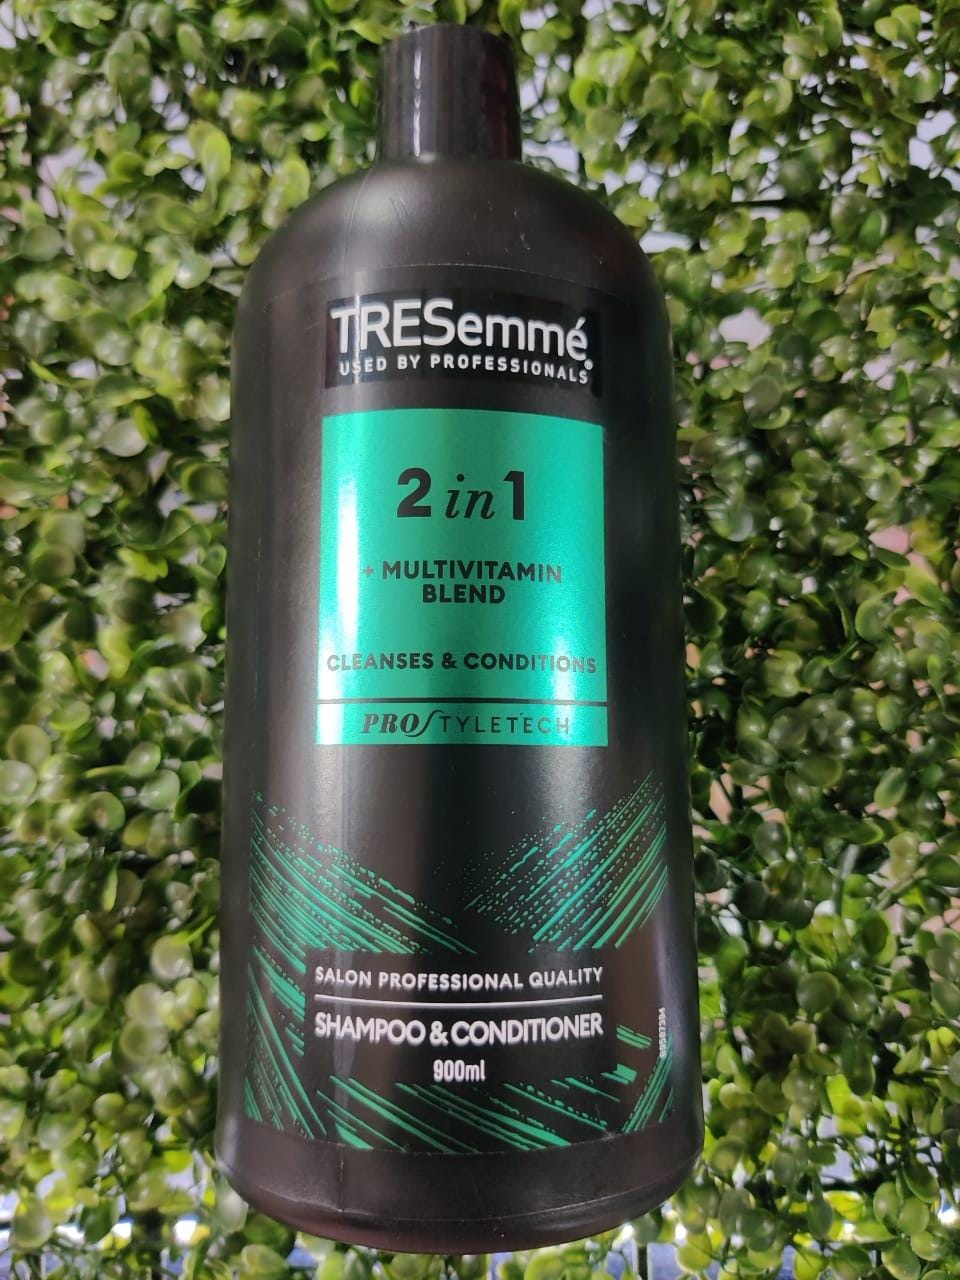 TRESemmé®
USED BY PROFESSIONALS
2 in 1
+ MULTIVITAMIN
BLEND
CLEANSES & CONDITIONS
PROSTYLETECH
SALON PROFESSIONAL QUALITY
SHAMPOO & CONDITIONER
900ml